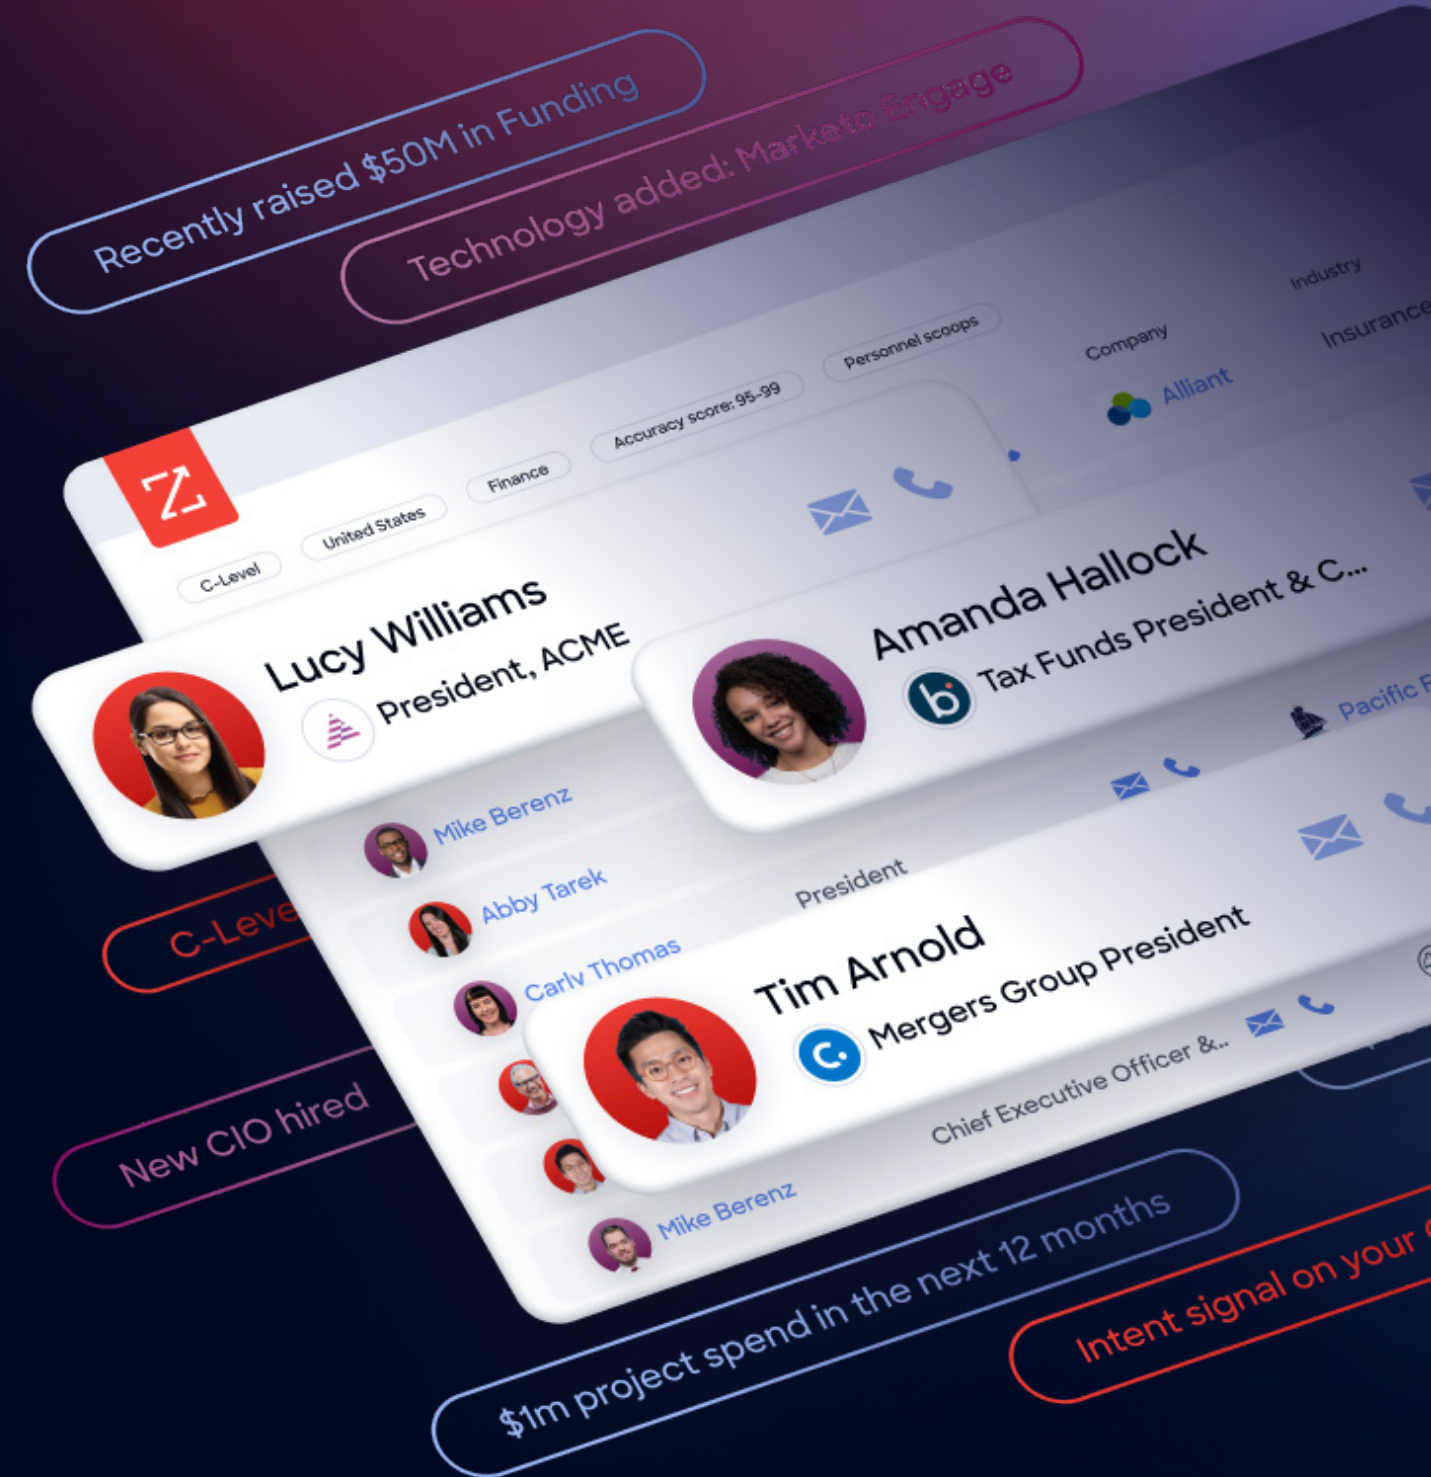 Recently raised $50M in Funding
Technology added: Marketo Engage
C-Level
United States
Finance
Accuracy score: 95-99
Personnel scoops
Company
Industry
Alliant
Insurance
Lucy Williams
President, ACME
Amanda Hallock
Tax Funds President & C...
Pacific
Mike Berenz
Abby Tarek
President
Carly Thomas
Tim Arnold
Mergers Group President
Chief Executive Officer &..
Mike Berenz
C-Leve
New CIO hired
$1m project spend in the next 12 months
Intent signal on your